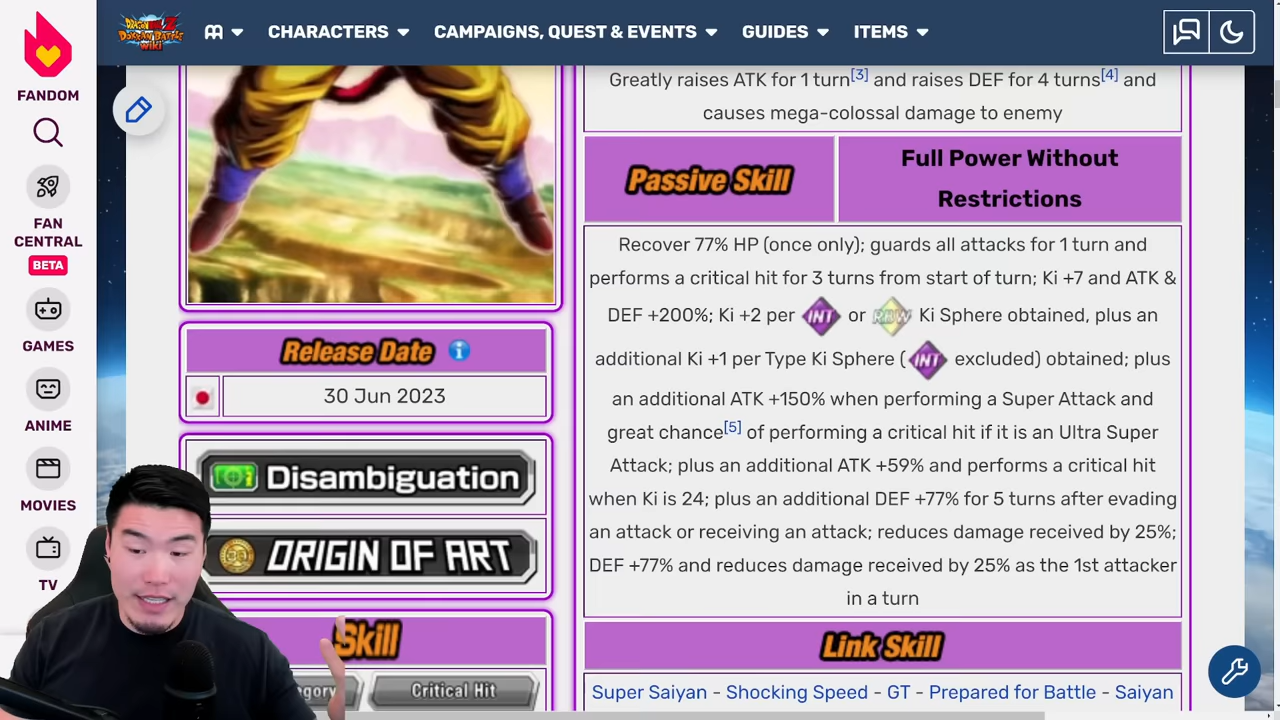 DRAGON BALL Z
DOKKAN BATTLE
WIKI
CHARACTERS
CAMPAIGNS, QUEST & EVENTS
GUIDES
ITEMS
FANDOM
FAN
CENTRAL
BETA
GAMES
ANIME
MOVIES
TV
Release Date
30 Jun 2023
Disambiguation
ORIGIN OF ART
Skill
egory
Critical Hit
Greatly raises ATK for 1 turn[3] and raises DEF for 4 turns[4] and
causes mega-colossal damage to enemy
Passive Skill
Full Power Without
Restrictions
Recover 77% HP (once only); guards all attacks for 1 turn and
performs a critical hit for 3 turns from start of turn; Ki +7 and ATK &
DEF +200%; Ki +2 per INT or RBW Ki Sphere obtained, plus an
additional Ki +1 per Type Ki Sphere ( INT excluded) obtained; plus
an additional ATK +150% when performing a Super Attack and
great chance[5] of performing a critical hit if it is an Ultra Super
Attack; plus an additional ATK +59% and performs a critical hit
when Ki is 24; plus an additional DEF +77% for 5 turns after evading
an attack or receiving an attack; reduces damage received by 25%;
DEF +77% and reduces damage received by 25% as the 1st attacker
in a turn
Link Skill
Super Saiyan - Shocking Speed - GT - Prepared for Battle - Saiyan